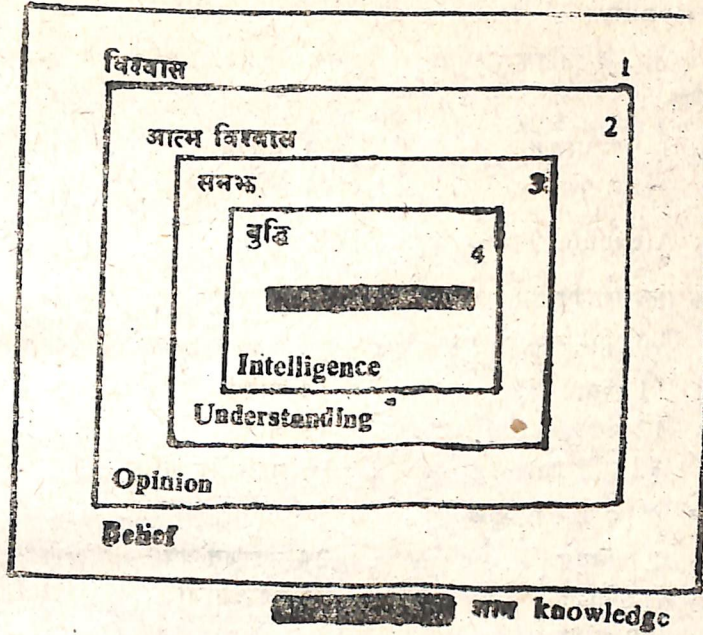 विश्वास 1
आत्म विश्वास 2
समझ 3
बुद्धि 4
Intelligence
Understanding
Opinion
Belief
ज्ञान knowledge